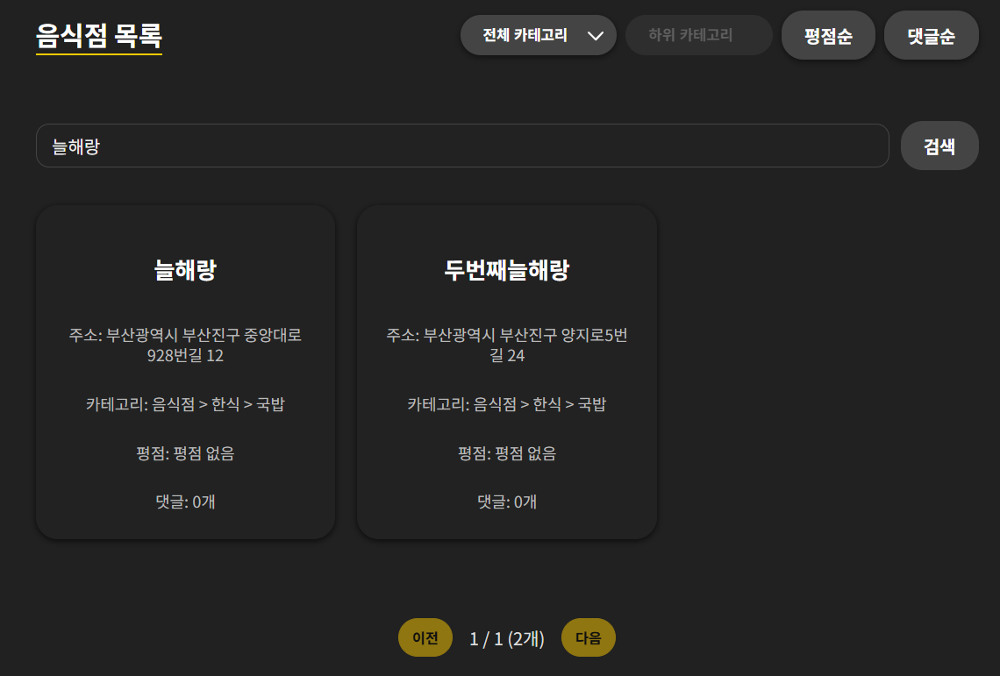 음식점 목록
전체 카테고리
하위 카테고리
평점순
댓글순
늘해랑
검색
늘해랑
주소: 부산광역시 부산진구 중앙대로
928번길 12
카테고리: 음식점 > 한식 > 국밥
평점: 평점 없음
댓글: 0개
두번째늘해랑
주소: 부산광역시 부산진구 양지로5번
길 24
카테고리: 음식점 > 한식 > 국밥
평점: 평점 없음
댓글: 0개
이전
1 / 1 (2개)
다음